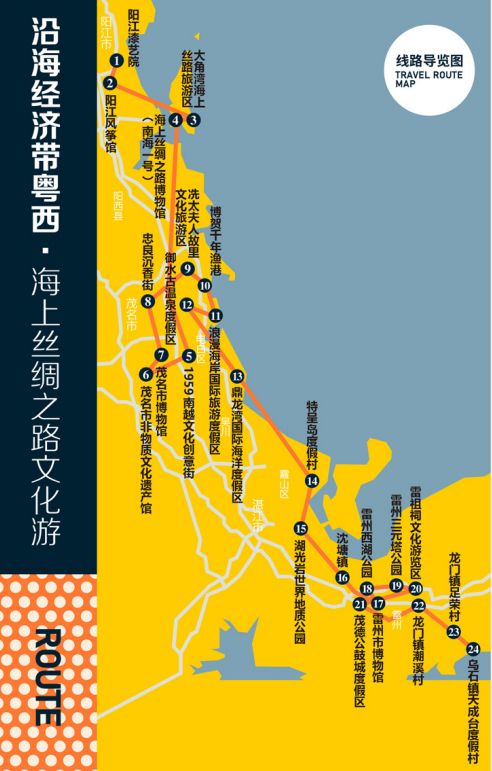 沿海经济带粤西·海上丝绸之路文化游
ROUTE
线路导览图
TRAVEL ROUTE
MAP
阳江市
阳西县
茂名市
电白区
霞山区
湛江市
雷州
1
阳江漆艺院
2
阳江风筝馆
3
大角湾海上
丝路旅游区
4
海上丝绸之路博物馆
（南海一号）
5
1959南越文化创意街
6
茂名市非物质文化遗产馆
7
茂名市博物馆
8
忠良沉香街
9
冼太夫人故里
文化旅游区
10
博贺千年渔港
11
浪漫海岸国际旅游度假区
12
御水古温泉度假区
13
鼎龙湾国际海洋度假区
14
特呈岛度假村
15
湖光岩世界地质公园
16
沈塘镇
17
雷州市博物馆
18
雷州西湖公园
19
雷州三元塔公园
20
雷祖祠文化游览区
21
茂德公鼓城度假区
22
龙门镇潮溪村
23
龙门镇足荣村
24
乌石镇天成台度假村